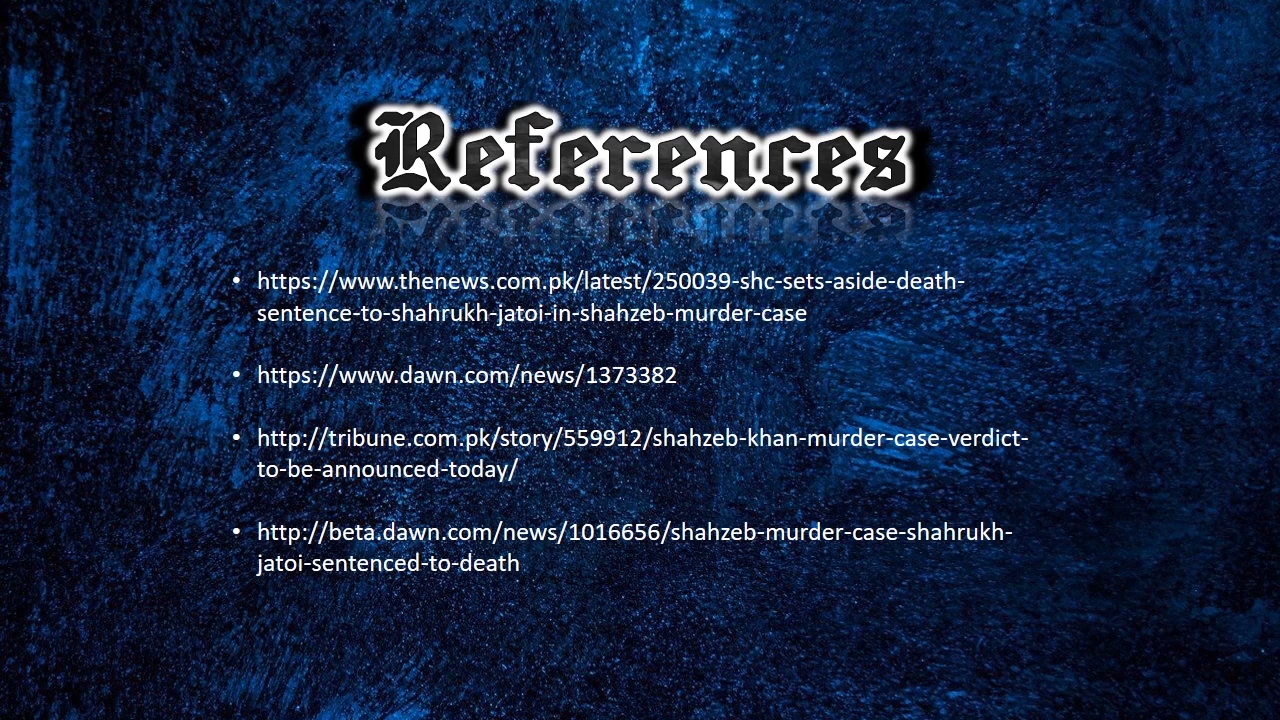 References
• https://www.thenews.com.pk/latest/250039-shc-sets-aside-death-
sentence-to-shahrukh-jatoi-in-shahzeb-murder-case
• https://www.dawn.com/news/1373382
• http://tribune.com.pk/story/559912/shahzeb-khan-murder-case-verdict-
to-be-announced-today/
• http://beta.dawn.com/news/1016656/shahzeb-murder-case-shahrukh-
jatoi-sentenced-to-death